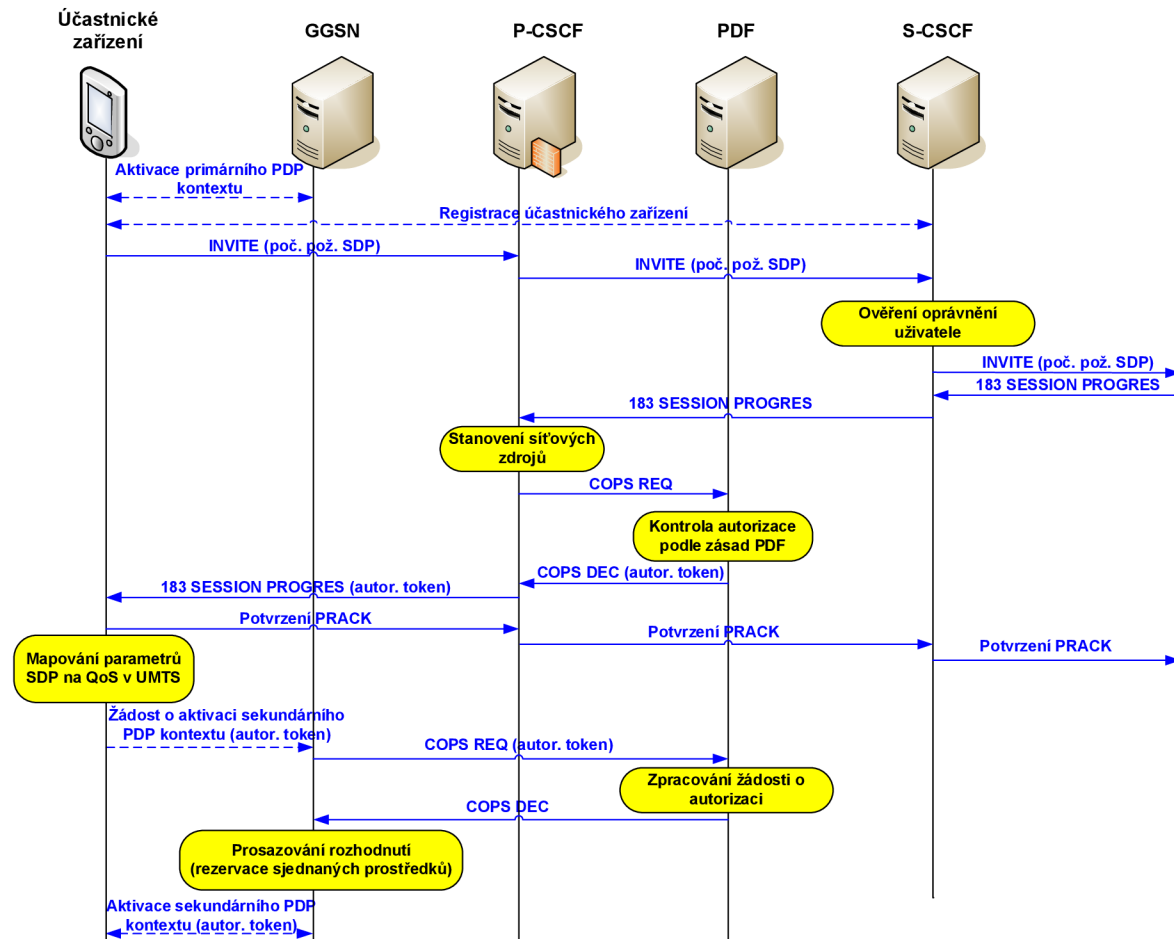 Účastnické
zařízení
GGSN
P-CSCF
PDF
S-CSCF
Aktivace primárního PDP
kontextu
Registrace účastnického zařízení
INVITE (poč. pož. SDP)
INVITE (poč. pož. SDP)
Ověření oprávnění
uživatele
INVITE (poč. pož. SDP)
183 SESSION PROGRES
183 SESSION PROGRES
Stanovení síťových
zdrojů
COPS REQ
Kontrola autorizace
podle zásad PDF
COPS DEC (autor. token)
183 SESSION PROGRES (autor. token)
Potvrzení PRACK
Potvrzení PRACK
Potvrzení PRACK
Mapování parametrů
SDP na QoS v UMTS
Žádost o aktivaci sekundárního
PDP kontextu (autor. token)
COPS REQ (autor. token)
Zpracování žádosti o
autorizaci
COPS DEC
Prosazování rozhodnutí
(rezervace sjednaných prostředků)
Aktivace sekundárního PDP
kontextu (autor. token)